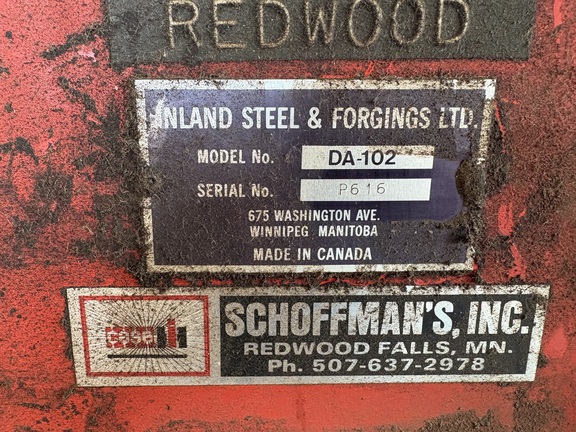 REDWOOD
INLAND STEEL & FORGINGS LTD.
MODEL No. DA-102
SERIAL No. P616
675 WASHINGTON AVE.
WINNIPEG MANITOBA
MADE IN CANADA
case IH
SCHOFFMAN'S, INC.
REDWOOD FALLS, MN.
Ph. 507-637-2978